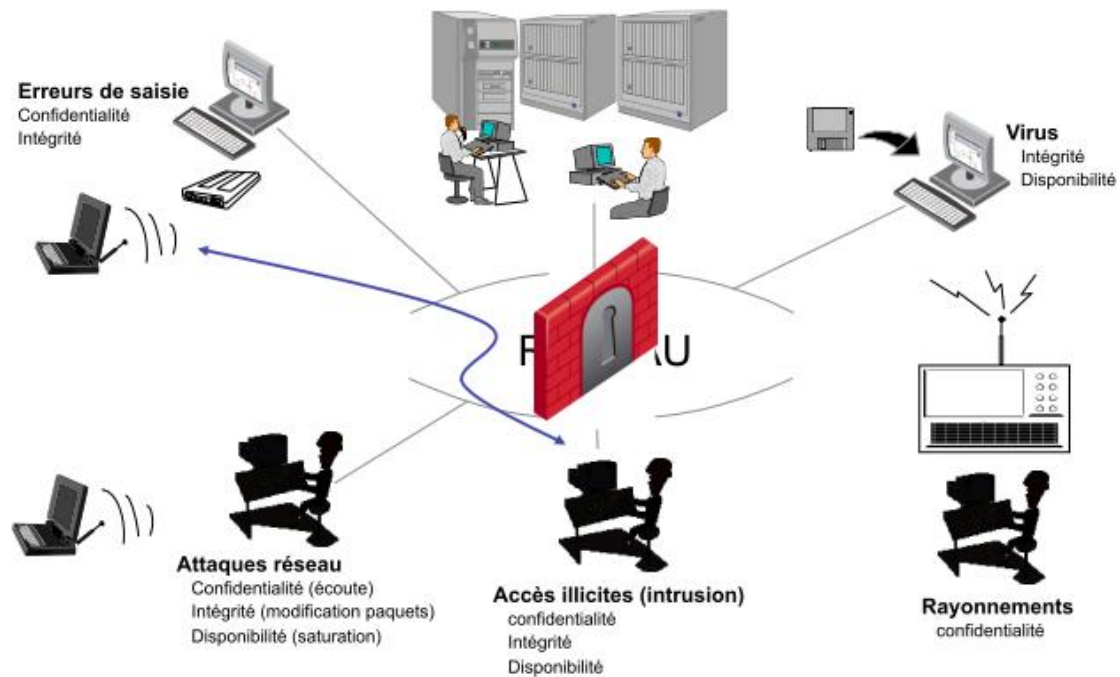 Erreurs de saisie
Confidentialité
Intégrité
Virus
Intégrité
Disponibilité
Attaques réseau
Confidentialité (écoute)
Intégrité (modification paquets)
Disponibilité (saturation)
Accès illicites (intrusion)
confidentialité
Intégrité
Disponibilité
Rayonnements
confidentialité